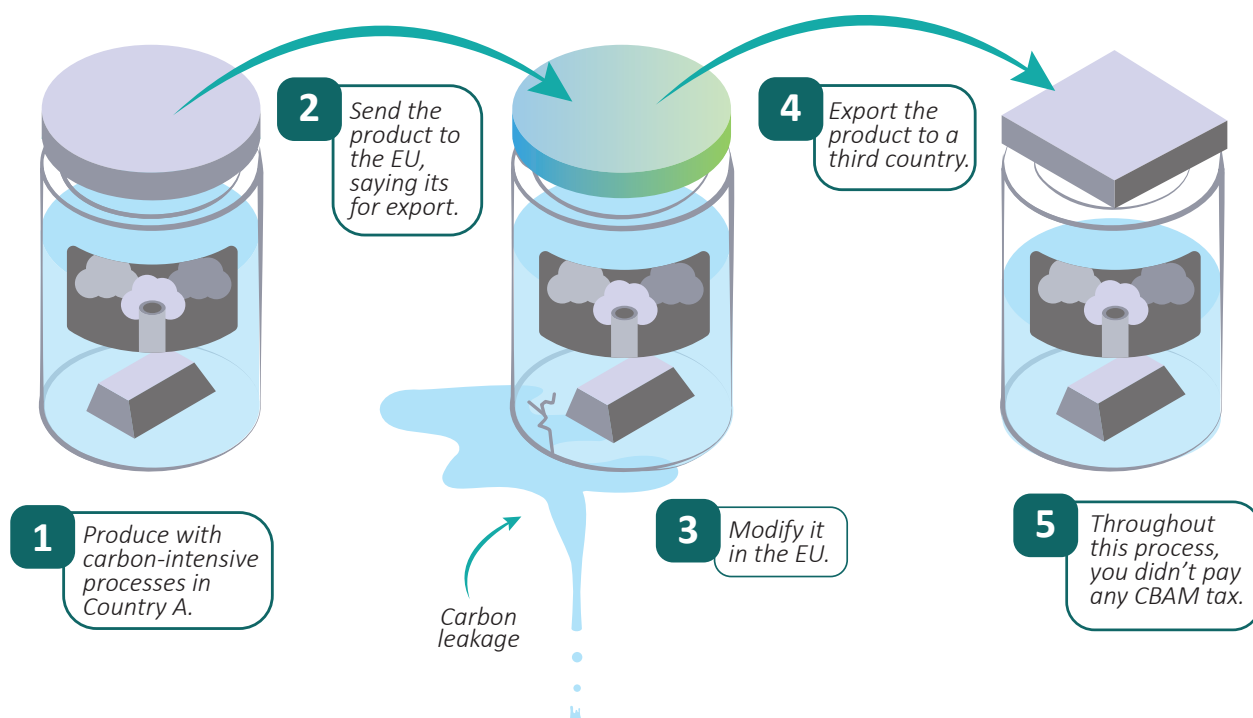 1
Produce with
carbon-intensive
processes in
Country A.
2
Send the
product to
the EU,
saying its
for export.
3
Modify it
in the EU.
Carbon
leakage
4
Export the
product to a
third country.
5
Throughout
this process,
you didn’t pay
any CBAM tax.